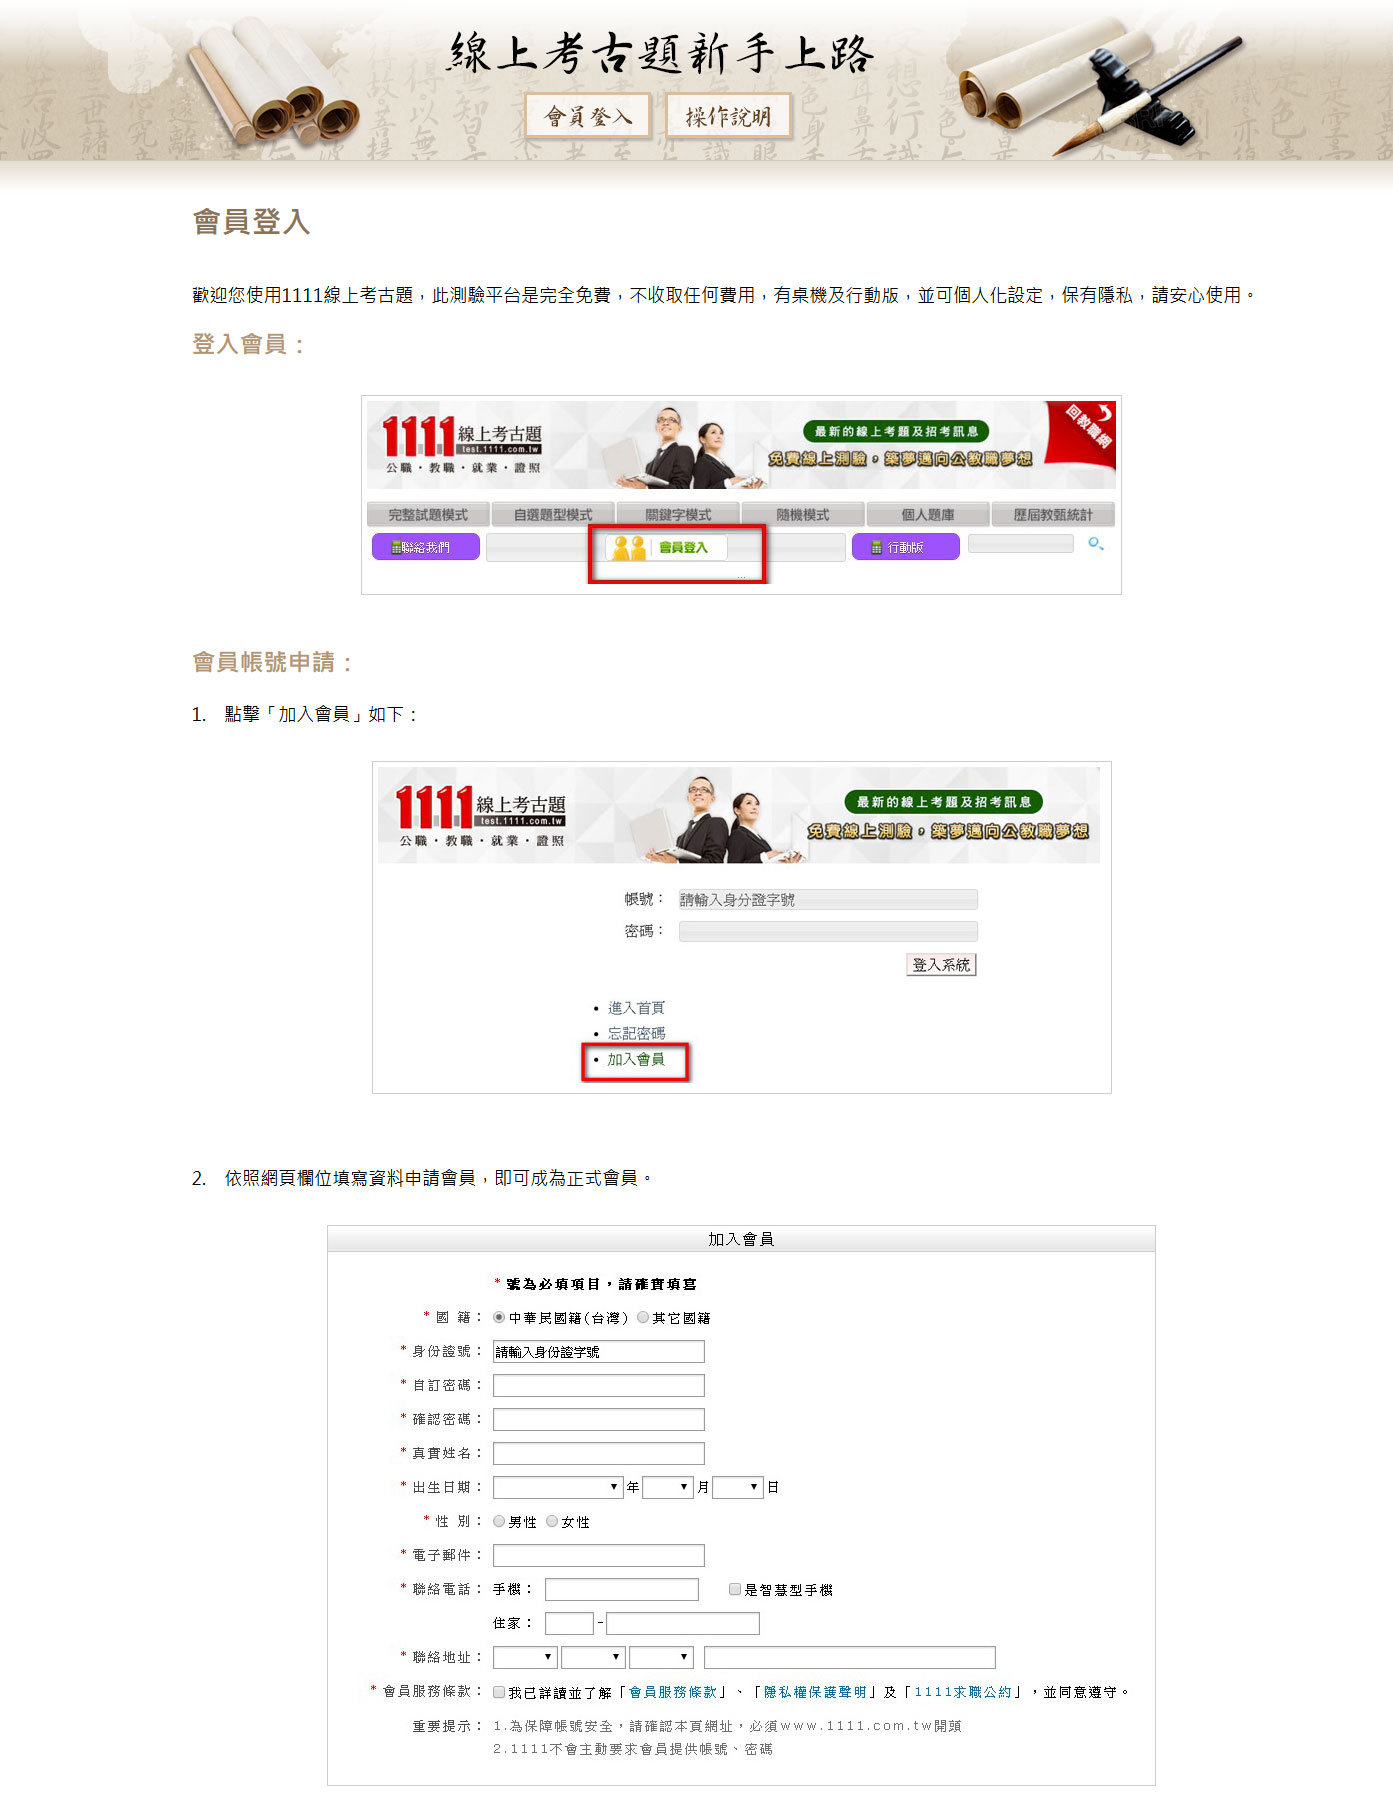 線上考古題新手上路
會員登入 操作說明
會員登入
歡迎您使用1111線上考古題，此測驗平台是完全免費，不收取任何費用，有桌機及行動版，並可個人化設定，保有隱私，請安心使用。
登入會員：
1111線上考古題
test.1111.com.tw
公職・教職・就業・證照
最新的線上考題及招考訊息
免費線上測驗，築夢邁向公教職夢想
回教職網
完整試題模式 自選題型模式 關鍵字模式 隨機模式 個人題庫 歷屆教甄統計
聯絡我們 會員登入 行動版
...
會員帳號申請：
1. 點擊「加入會員」如下：
1111線上考古題
test.1111.com.tw
公職・教職・就業・證照
最新的線上考題及招考訊息
免費線上測驗，築夢邁向公教職夢想
帳號： 請輸入身分證字號
密碼：
登入系統
• 進入首頁
• 忘記密碼
• 加入會員
2. 依照網頁欄位填寫資料申請會員，即可成為正式會員。
加入會員
* 號為必填項目，請確實填寫
* 國 籍： 中華民國籍(台灣) 其它國籍
* 身份證號： 請輸入身份證字號
* 自訂密碼：
* 確認密碼：
* 真實姓名：
* 出生日期： 年 月 日
* 性 別： 男性 女性
* 電子郵件：
* 聯絡電話： 手機： 是智慧型手機
住家： -
* 聯絡地址：
* 會員服務條款： 我已詳讀並了解「會員服務條款」、「隱私權保護聲明」及「1111求職公約」，並同意遵守。
重要提示： 1.為保障帳號安全，請確認本頁網址，必須www.1111.com.tw開頭
2.1111不會主動要求會員提供帳號、密碼